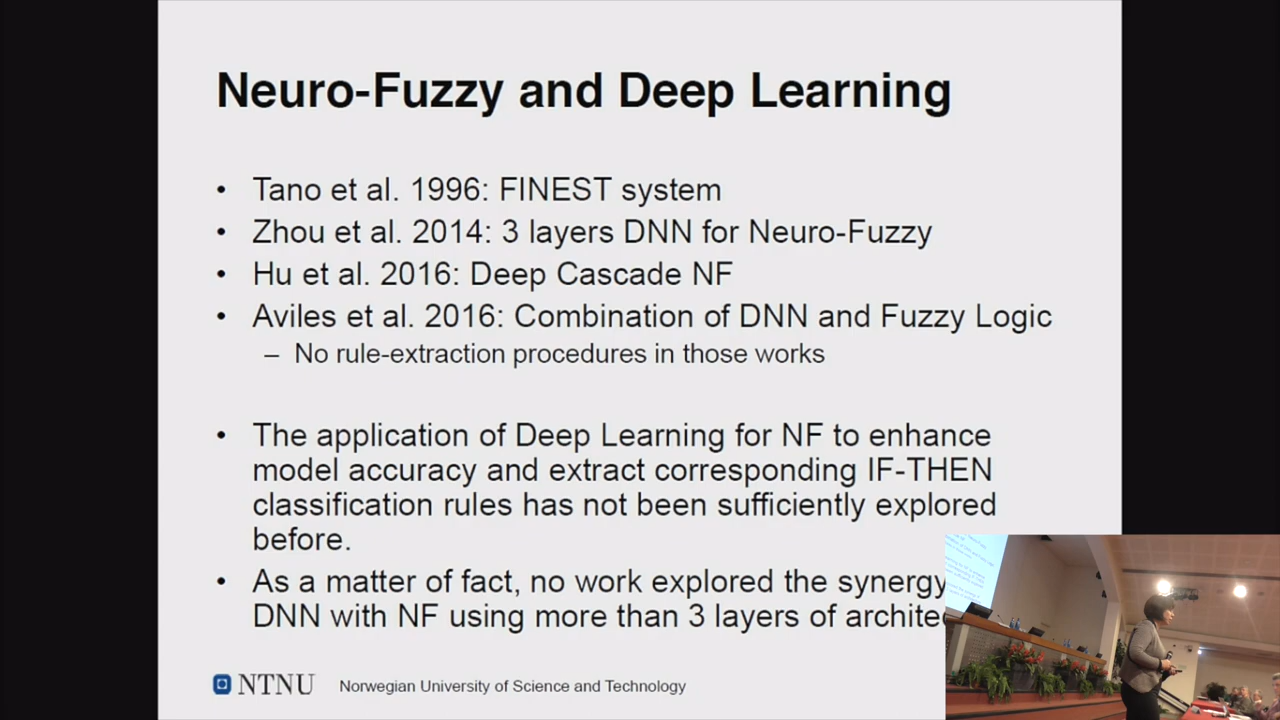 Neuro-Fuzzy and Deep Learning
• Tano et al. 1996: FINEST system
• Zhou et al. 2014: 3 layers DNN for Neuro-Fuzzy
• Hu et al. 2016: Deep Cascade NF
• Aviles et al. 2016: Combination of DNN and Fuzzy Logic
– No rule-extraction procedures in those works
• The application of Deep Learning for NF to enhance
model accuracy and extract corresponding IF-THEN
classification rules has not been sufficiently explored
before.
• As a matter of fact, no work explored the synergy
DNN with NF using more than 3 layers of
NTNU Norwegian University of Science and Technology